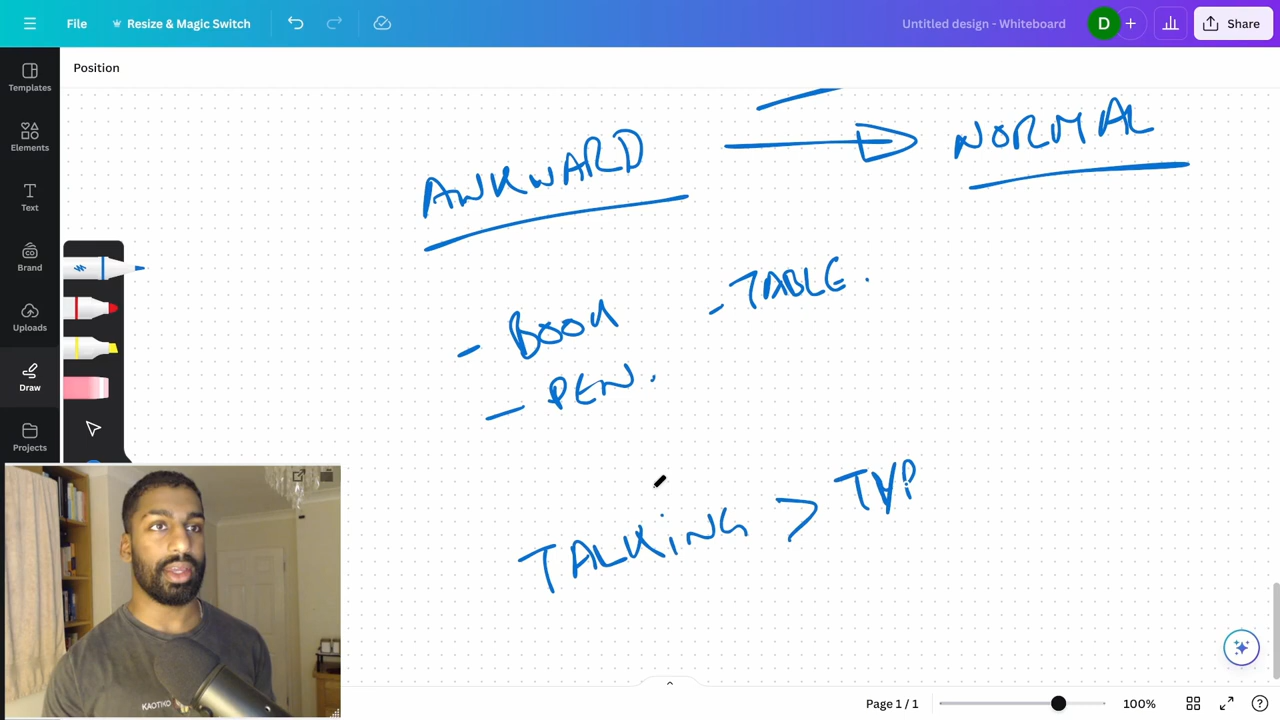 File
Resize & Magic Switch
Untitled design - Whiteboard
D
Share
Templates
Elements
Text
Brand
Uploads
Draw
Projects
Position
AWKWARD
NORMAL
- BOOK
- TABLE.
- PEN.
TALKING > TYP
KAOTIKO
Page 1 / 1
100%